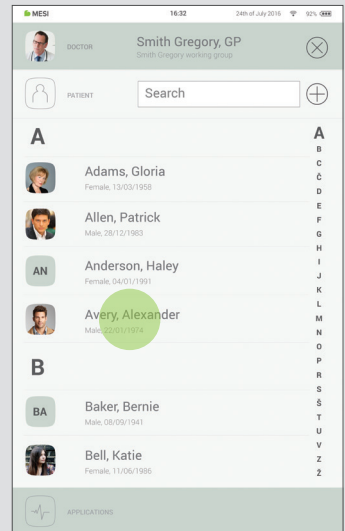 MESI 16:32 24th of July 2016 92%
DOCTOR
Smith Gregory, GP
Smith Gregory working group
PATIENT
Search
A
Adams, Gloria
Female, 13/03/1958
Allen, Patrick
Male, 28/12/1983
AN
Anderson, Haley
Female, 04/01/1991
Avery, Alexander
Male, 22/01/1974
B
BA
Baker, Bernie
Male, 08/09/1941
Bell, Katie
Female, 11/06/1986
A
B
C
Č
D
E
F
G
H
I
J
K
L
M
N
O
P
R
S
Š
T
U
V
Z
Ž
APPLICATIONS